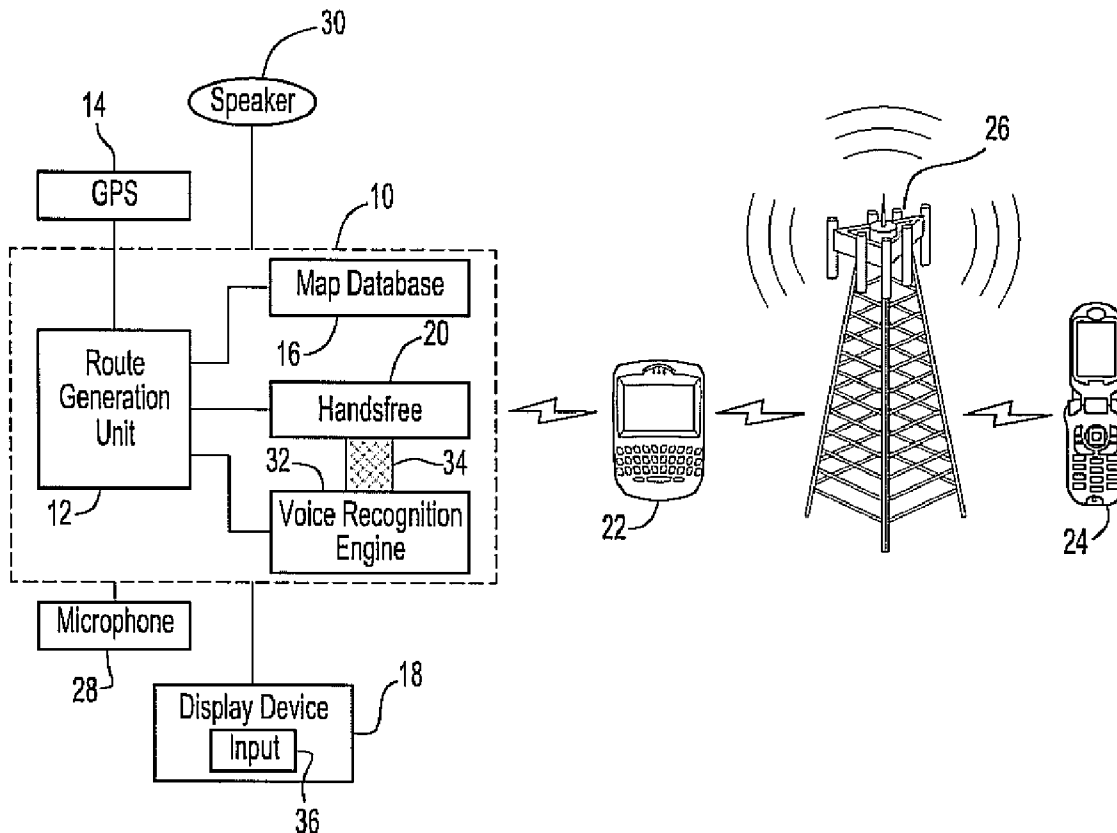 30
Speaker
14
GPS
26
10
Map Database
16
20
Route
Generation
Unit
Handsfree
32
34
12
Voice Recognition
Engine
22
24
Microphone
28
18
Display Device
Input
36